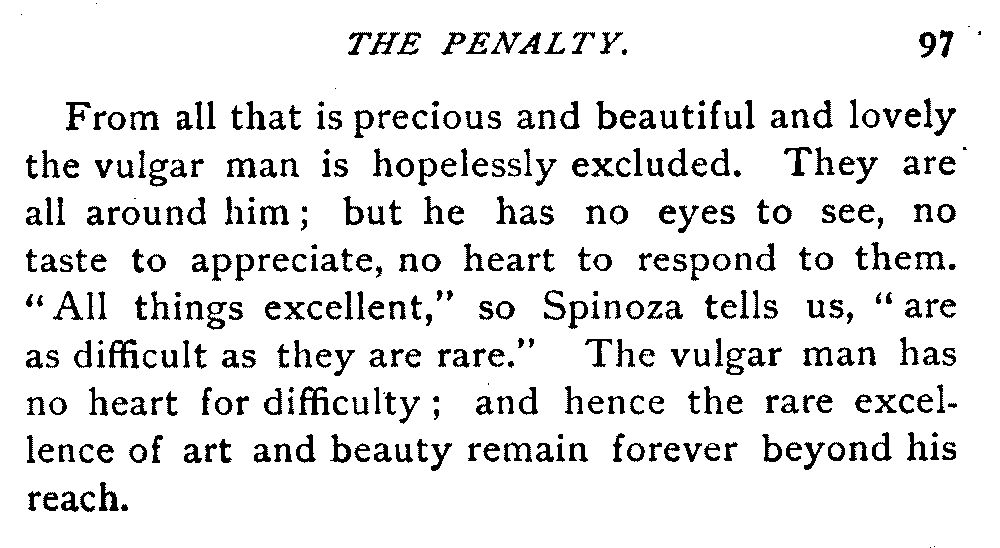 THE PENALTY. 97
From all that is precious and beautiful and lovely
the vulgar man is hopelessly excluded. They are
all around him; but he has no eyes to see, no
taste to appreciate, no heart to respond to them.
“All things excellent,” so Spinoza tells us, “are
as difficult as they are rare.” The vulgar man has
no heart for difficulty; and hence the rare excel-
lence of art and beauty remain forever beyond his
reach.